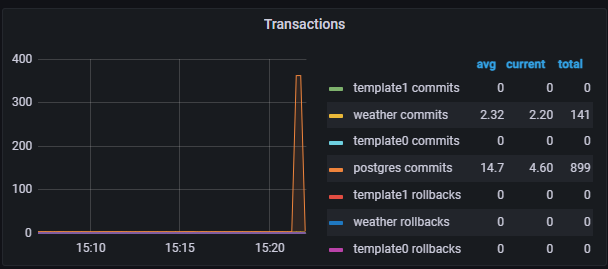 Transactions
avg current total
400
300
200
100
0
15:10 15:15 15:20
template1 commits 0 0 0
weather commits 2.32 2.20 141
template0 commits 0 0 0
postgres commits 14.7 4.60 899
template1 rollbacks 0 0 0
weather rollbacks 0 0 0
template0 rollbacks 0 0 0